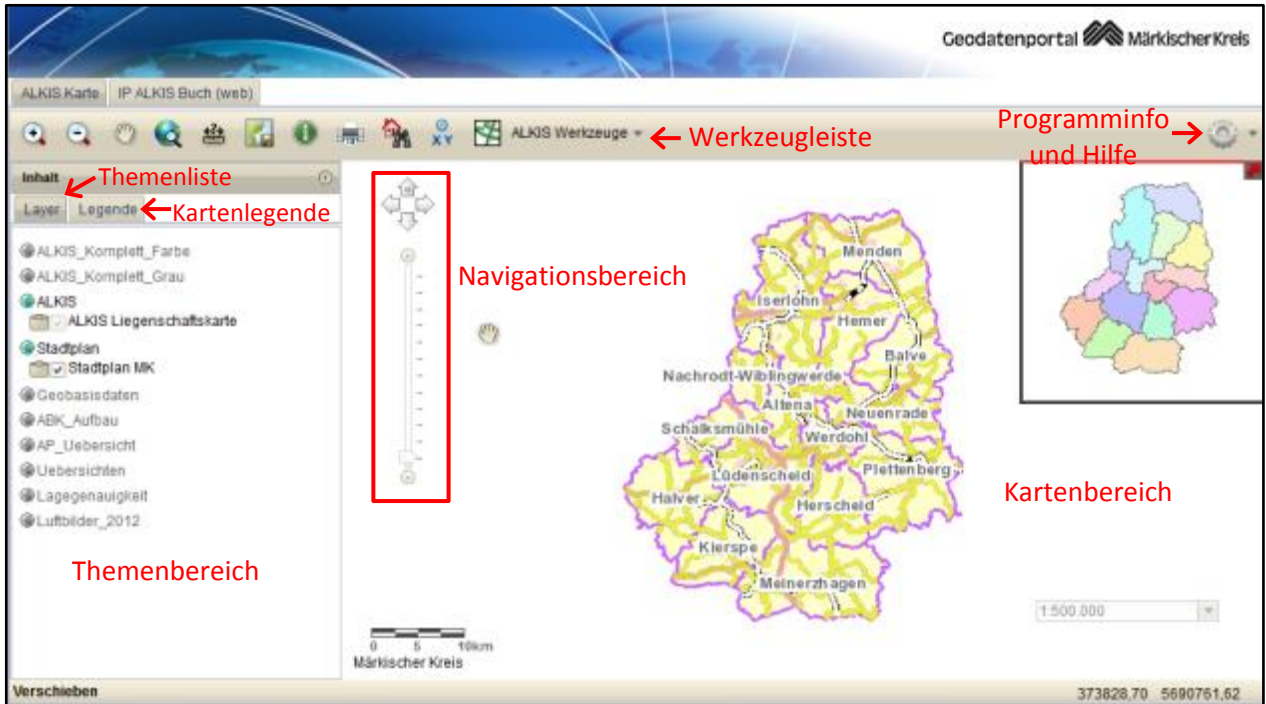 Geodatenportal Märkischer Kreis
ALKIS Karte IP ALKIS Buch (web)
ALKIS Werkzeuge
Werkzeugleiste
Programminfo
und Hilfe
Inhalt
Themenliste
Layer Legende
Kartenlegende
ALKIS_Komplett_Farbe
ALKIS_Komplett_Grau
ALKIS
ALKIS Liegenschaftskarte
Stadtplan
Stadtplan MK
Geobasisdaten
ABK_Aufbau
AP_Uebersicht
Uebersichten
Lagegenauigkeit
Luftbilder_2012
Themenbereich
Navigationsbereich
Menden
Iserlohn
Hemer
Balve
Nachrodt-Wiblingwerde
Altena
Neuenrade
Schalksmühle
Werdohl
Lüdenscheid
Plettenberg
Halver
Herscheid
Kierspe
Meinerzhagen
Kartenbereich
1:500.000
0 5 10km
Märkischer Kreis
Verschieben
373828,70 5690761,62